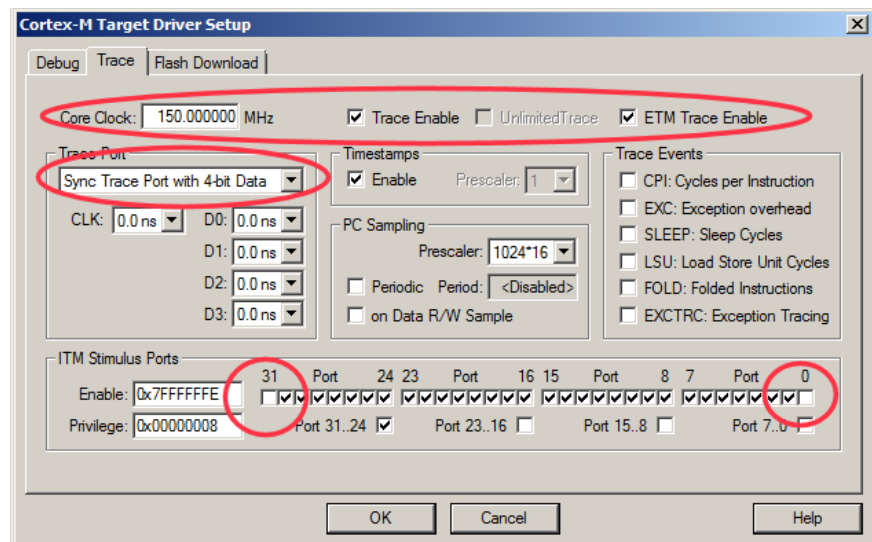 Cortex-M Target Driver Setup
Debug Trace Flash Download
Core Clock: 150.000000 MHz Trace Enable UnlimitedTrace ETM Trace Enable
Trace Port Timestamps Trace Events
Sync Trace Port with 4-bit Data Enable Prescaler: 1 CPI: Cycles per Instruction
EXC: Exception overhead
CLK: 0.0 ns D0: 0.0 ns PC Sampling SLEEP: Sleep Cycles
D1: 0.0 ns Prescaler: 1024*16 LSU: Load Store Unit Cycles
D2: 0.0 ns Periodic Period: <Disabled> FOLD: Folded Instructions
D3: 0.0 ns on Data R/W Sample EXCTRC: Exception Tracing
ITM Stimulus Ports
31 Port 24 23 Port 16 15 Port 8 7 Port 0
Enable: 0x7FFFFFFE
Privilege: 0x00000008 Port 31..24 Port 23..16 Port 15..8 Port 7..0
OK Cancel Help